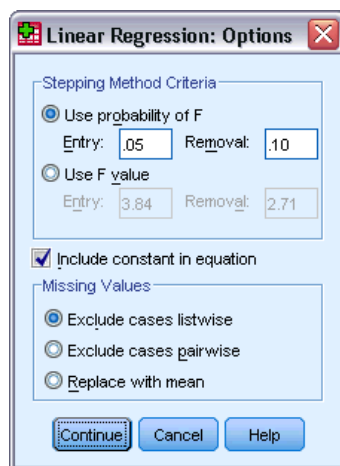 Linear Regression: Options
Stepping Method Criteria
Use probability of F
Entry: .05 Removal: .10
Use F value
Entry: 3.84 Removal: 2.71
Include constant in equation
Missing Values
Exclude cases listwise
Exclude cases pairwise
Replace with mean
Continue Cancel Help